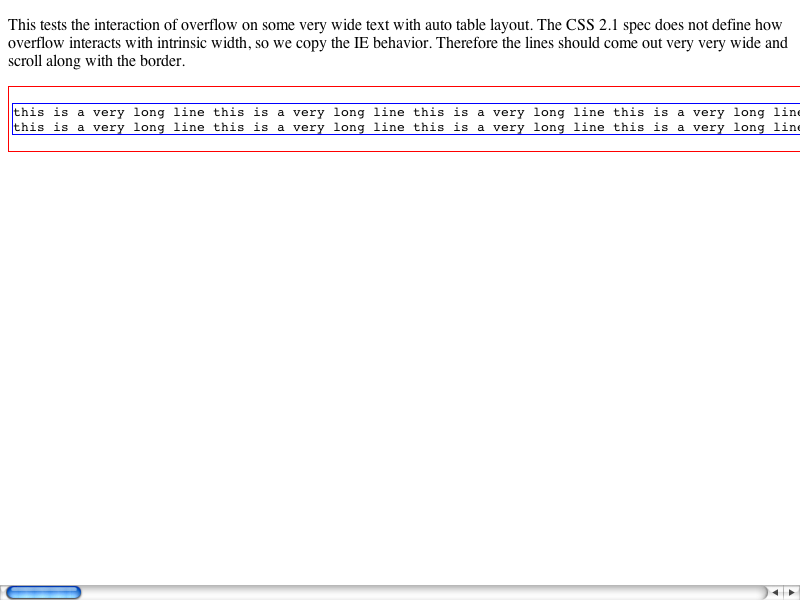 This tests the interaction of overflow on some very wide text with auto table layout. The CSS 2.1 spec does not define how
overflow interacts with intrinsic width, so we copy the IE behavior. Therefore the lines should come out very very wide and
scroll along with the border.
this is a very long line this is a very long line this is a very long line this is a very long line
this is a very long line this is a very long line this is a very long line this is a very long line